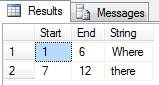 Results Messages
Start End String
1 1 6 Where
2 7 12 there